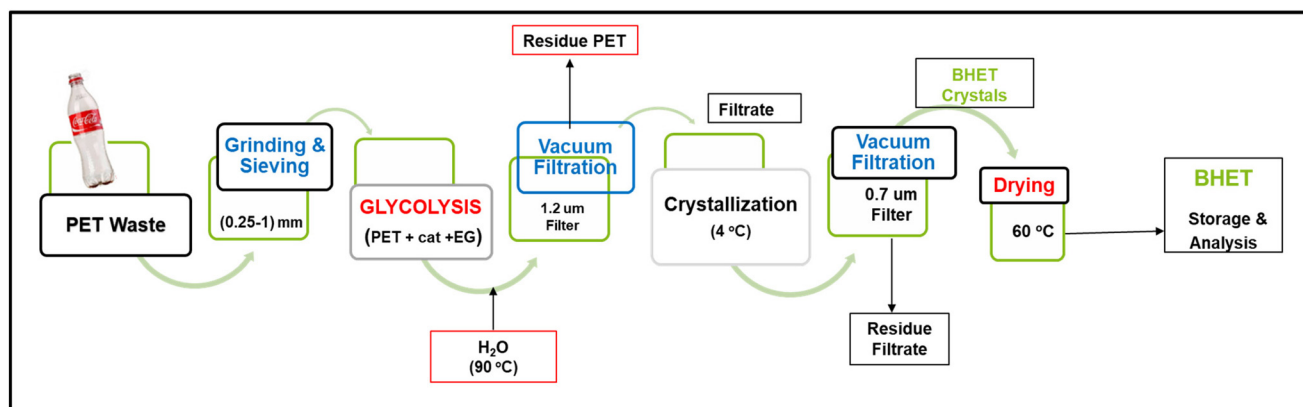 Residue PET
BHET
Crystals
Filtrate
Coca-Cola
Grinding &
Sieving
Vacuum
Filtration
Vacuum
Filtration
GLYCOLYSIS
(PET + cat +EG)
1.2 um
Filter
Crystallization
(4 °C)
0.7 um
Filter
Drying
60 °C
BHET
Storage &
Analysis
PET Waste
(0.25-1) mm
H₂O
(90 °C)
Residue
Filtrate